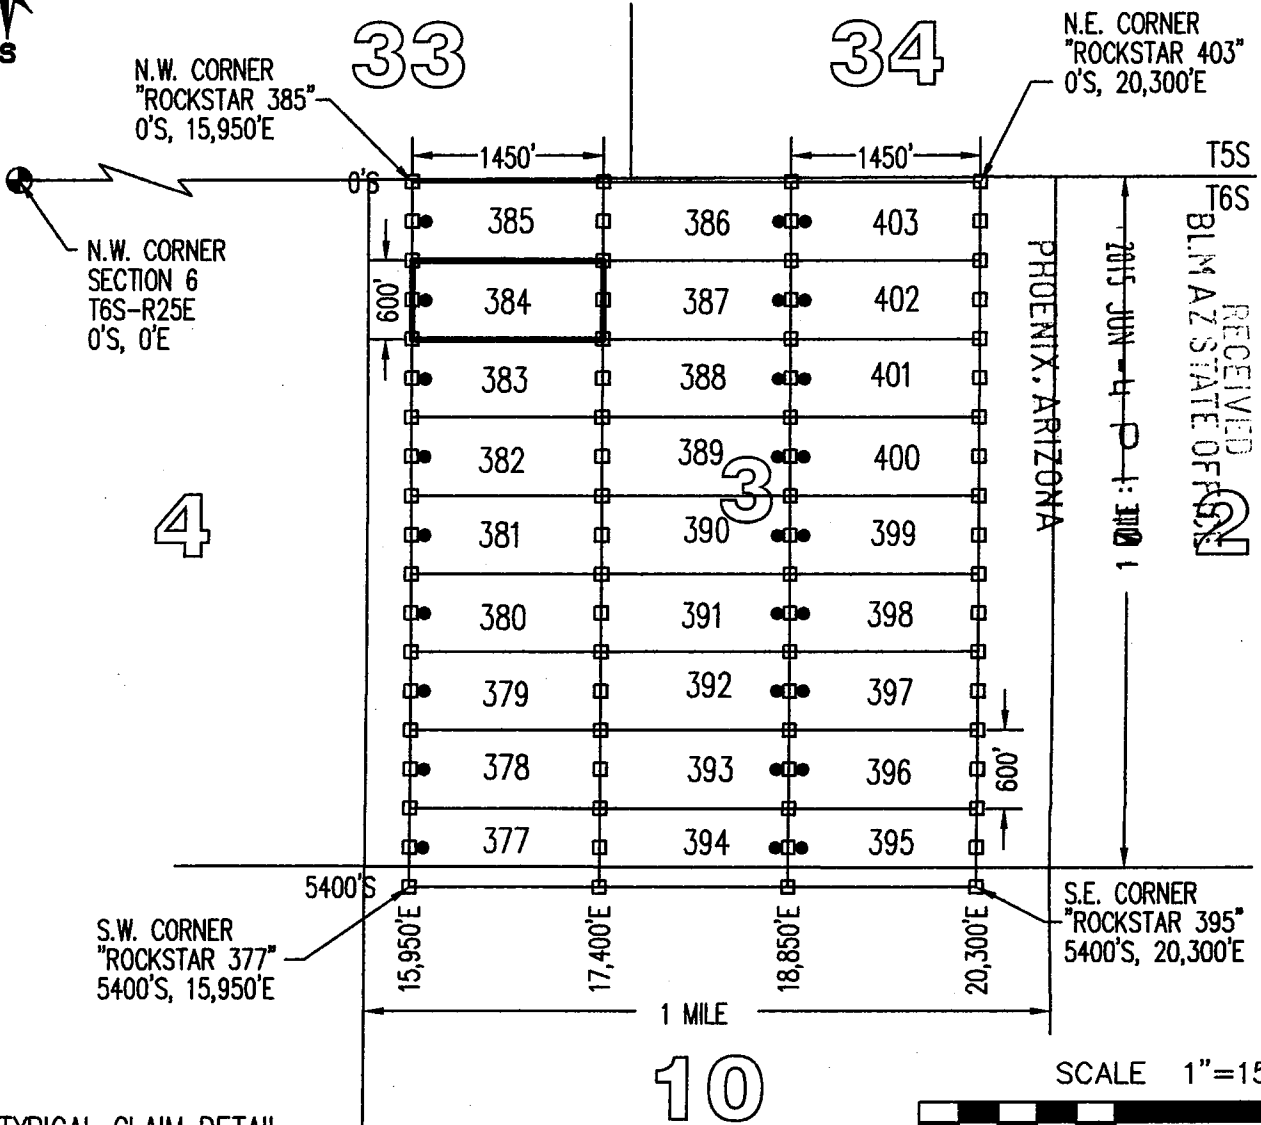 S
33
34
N.W. CORNER
"ROCKSTAR 385"
0'S, 15,950'E
N.E. CORNER
"ROCKSTAR 403"
0'S, 20,300'E
1450'
1450'
T5S
T6S
0'S
N.W. CORNER
SECTION 6
T6S-R25E
0'S, 0'E
600'
385
386
403
384
387
402
383
388
401
382
389
400
3
381
390
399
380
391
398
379
392
397
378
393
396
377
394
395
600'
4
2
RECEIVED
BLM AZ STATE OFFICE
2015 JUN -4 P 1:
PHOENIX, ARIZONA
1 MILE
5400'S
S.W. CORNER
"ROCKSTAR 377"
5400'S, 15,950'E
15,950'E
17,400'E
18,850'E
20,300'E
S.E. CORNER
"ROCKSTAR 395"
5400'S, 20,300'E
1 MILE
10
SCALE 1"=15
TYPICAL CLAIM DETAIL